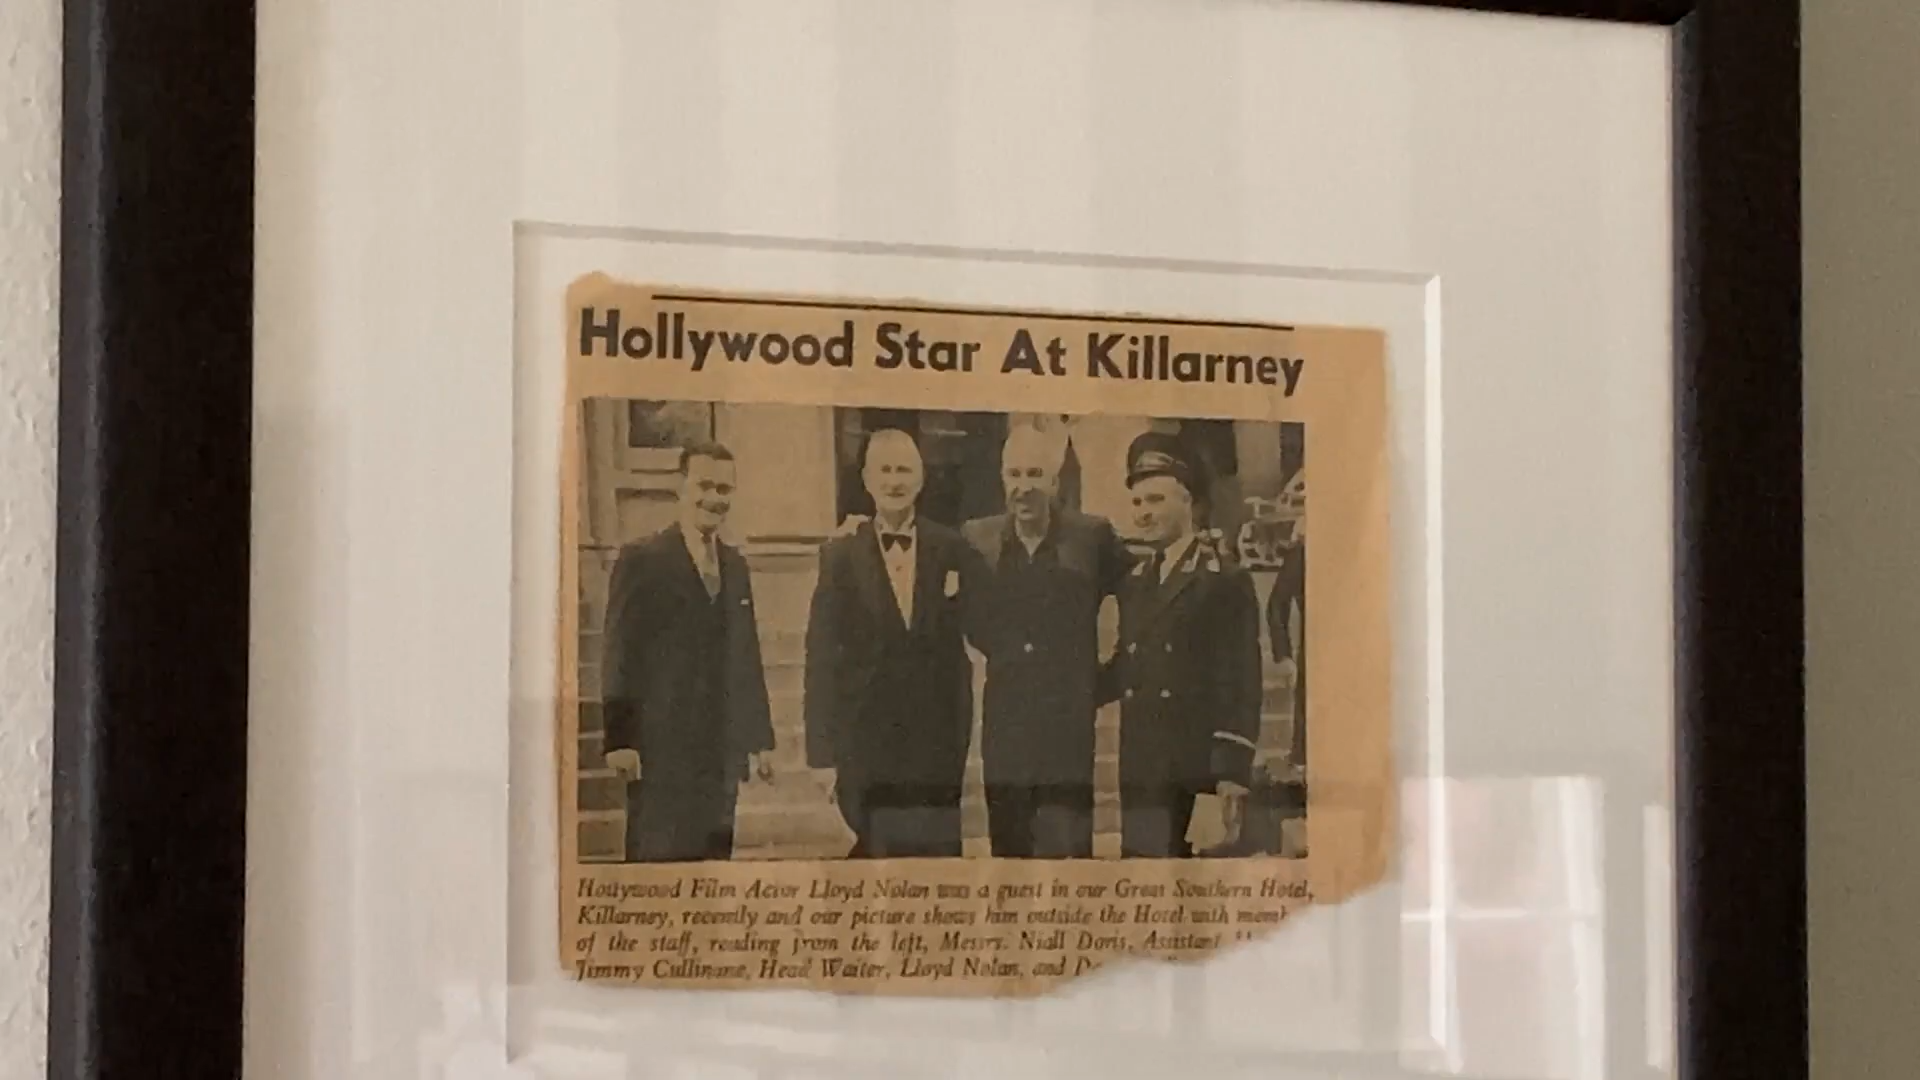 Hollywood Star At Killarney
Hollywood Film Actor Lloyd Nolan was a guest in our Great Southern Hotel,
Killarney, recently and our picture shows him outside the Hotel with memb
of the staff, reading from the left, Messrs. Niall Doris, Assistant
Jimmy Cullinane, Head Waiter, Lloyd Nolan, and